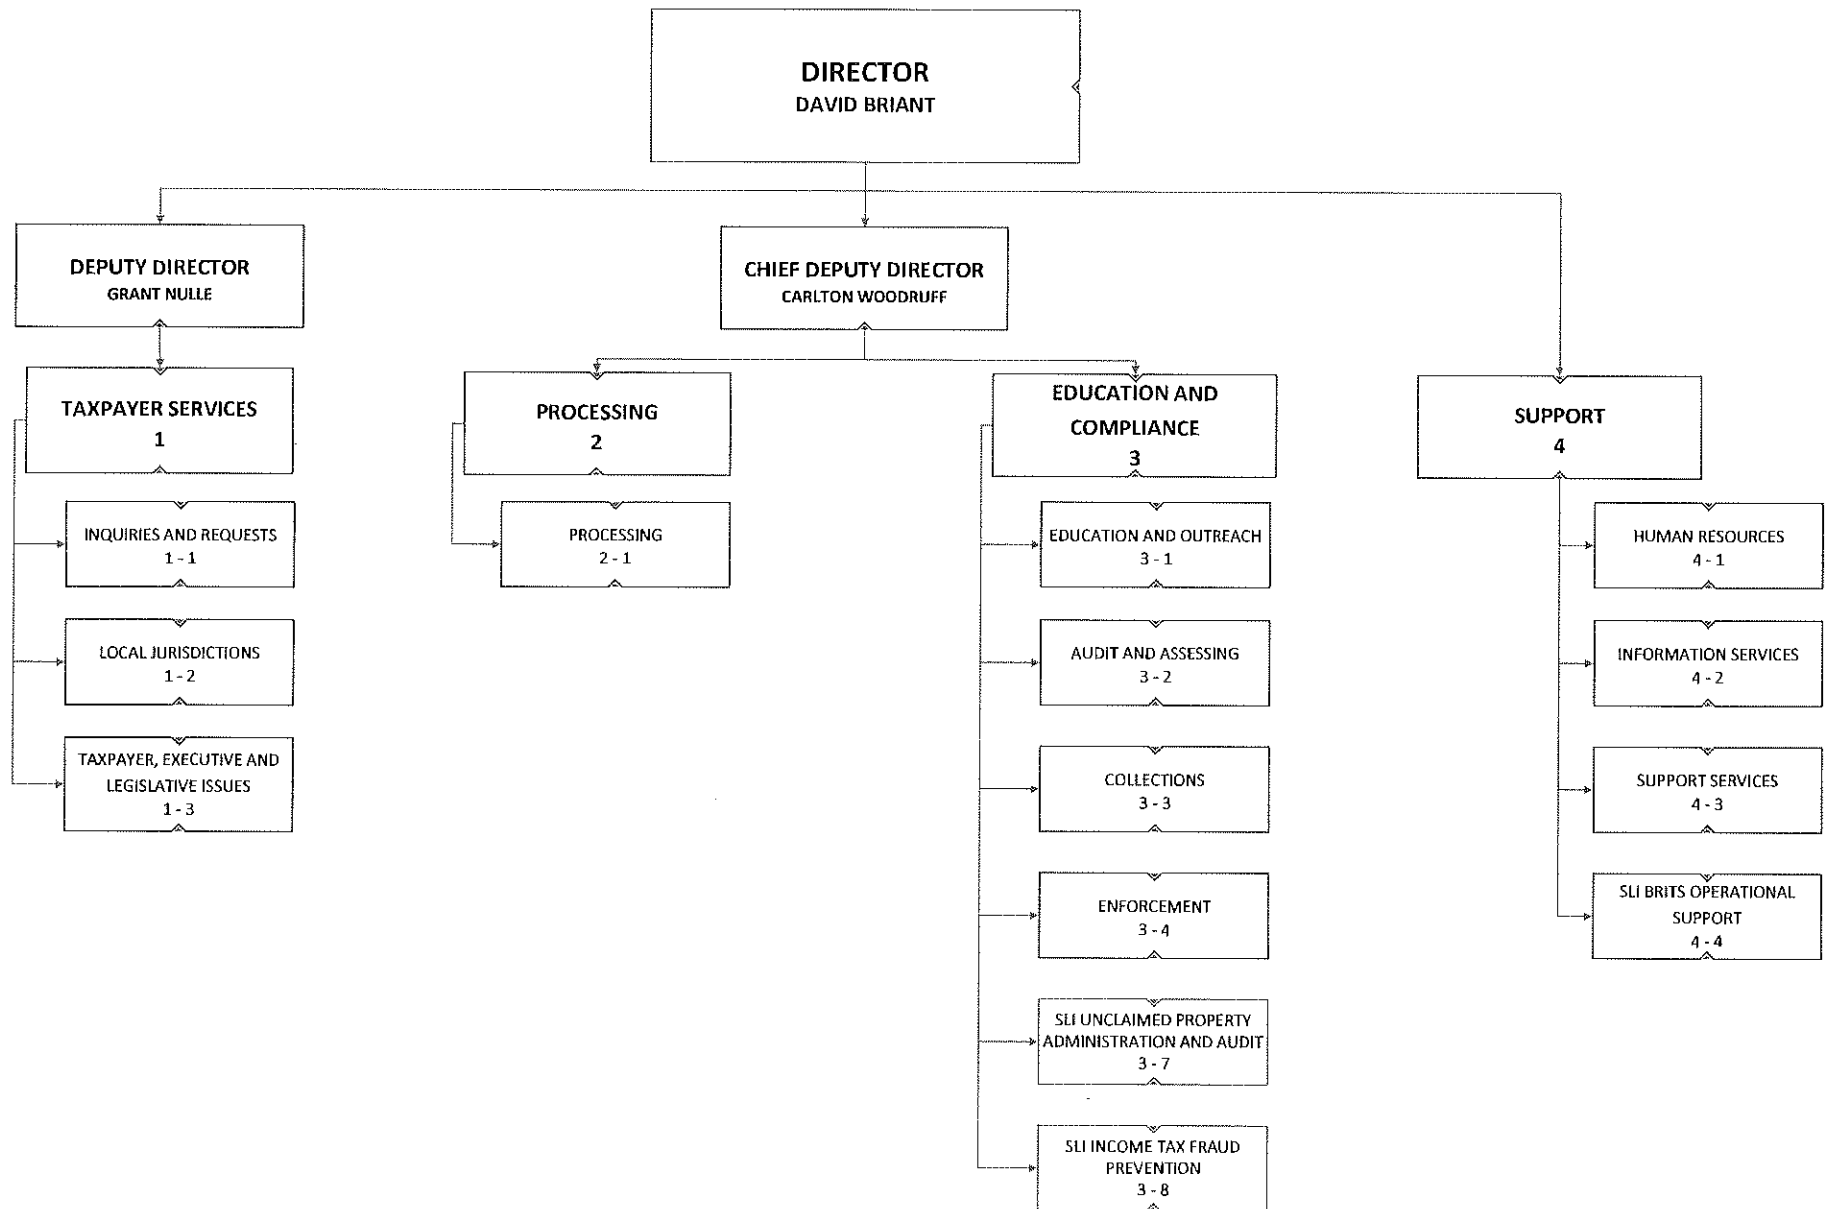 DIRECTOR
DAVID BRIANT
DEPUTY DIRECTOR
GRANT NULLE
CHIEF DEPUTY DIRECTOR
CARLTON WOODRUFF
TAXPAYER SERVICES
1
PROCESSING
2
EDUCATION AND
COMPLIANCE
3
SUPPORT
4
INQUIRIES AND REQUESTS
1 - 1
LOCAL JURISDICTIONS
1 - 2
TAXPAYER, EXECUTIVE AND
LEGISLATIVE ISSUES
1 - 3
PROCESSING
2 - 1
EDUCATION AND OUTREACH
3 - 1
AUDIT AND ASSESSING
3 - 2
COLLECTIONS
3 - 3
ENFORCEMENT
3 - 4
SLI UNCLAIMED PROPERTY
ADMINISTRATION AND AUDIT
3 - 7
SLI INCOME TAX FRAUD
PREVENTION
3 - 8
HUMAN RESOURCES
4 - 1
INFORMATION SERVICES
4 - 2
SUPPORT SERVICES
4 - 3
SLI BRITS OPERATIONAL
SUPPORT
4 - 4